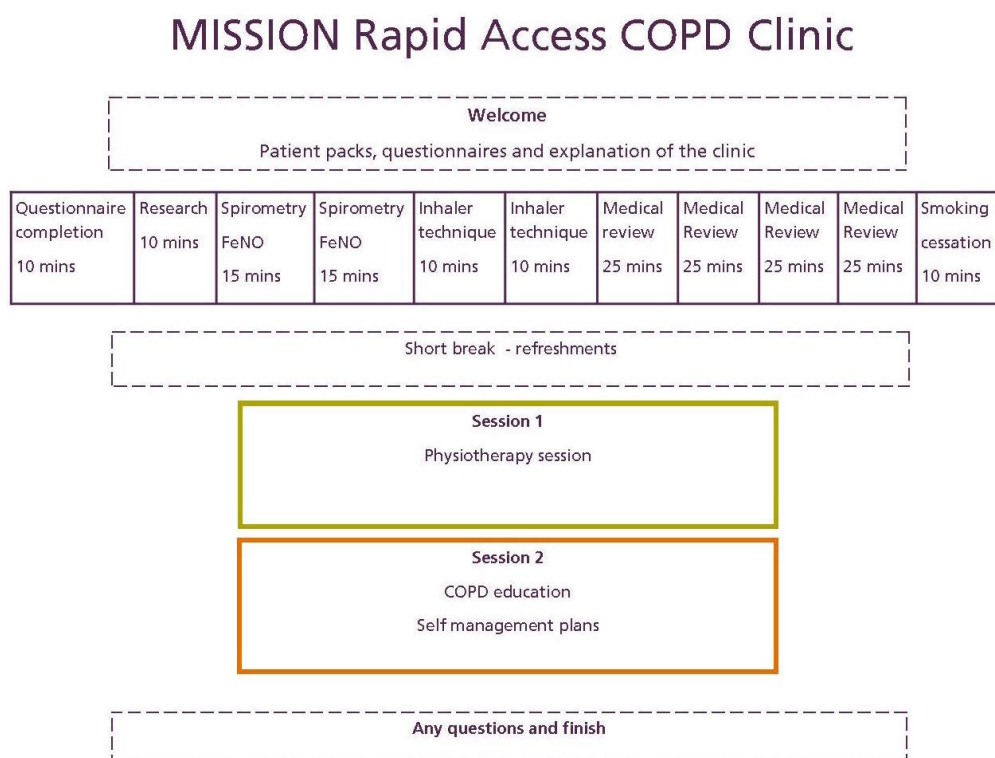 MISSION Rapid Access COPD Clinic
Welcome
Patient packs, questionnaires and explanation of the clinic
Questionnaire
completion
10 mins
Research
10 mins
Spirometry
FeNO
15 mins
Spirometry
FeNO
15 mins
Inhaler
technique
10 mins
Inhaler
technique
10 mins
Medical
review
25 mins
Medical
Review
25 mins
Medical
Review
25 mins
Medical
Review
25 mins
Smoking
cessation
10 mins
Short break - refreshments
Session 1
Physiotherapy session
Session 2
COPD education
Self management plans
Any questions and finish